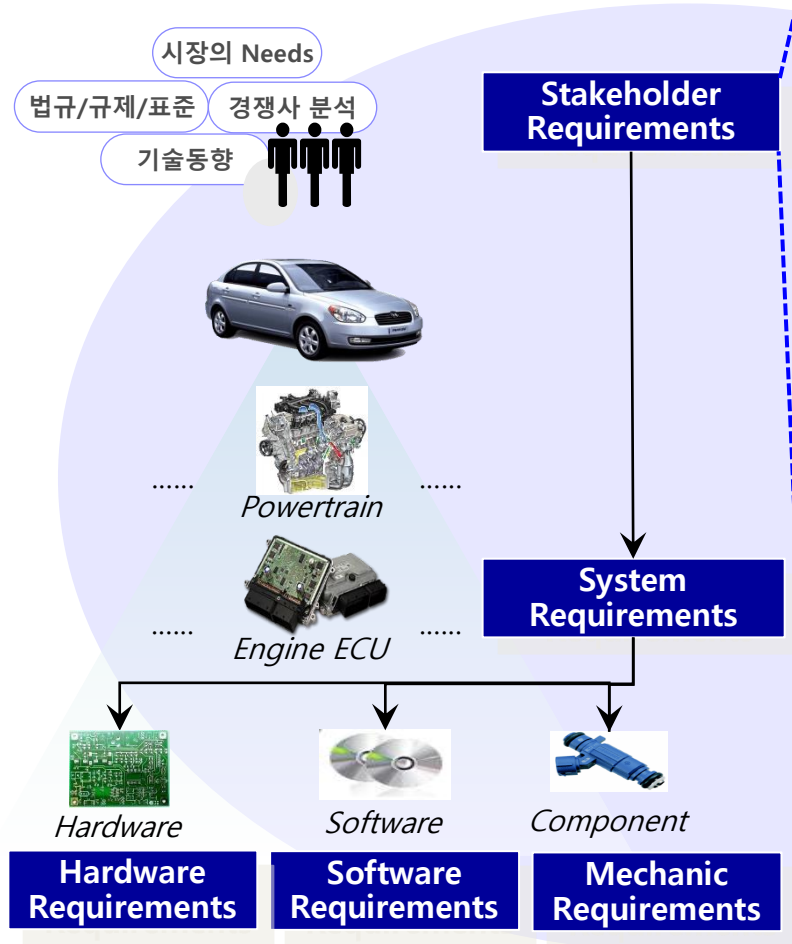 시장의 Needs
법규/규제/표준
경쟁사 분석
기술동향
Stakeholder
Requirements
......
......
Powertrain
System
Requirements
......
......
Engine ECU
Hardware
Software
Component
Hardware
Requirements
Software
Requirements
Mechanic
Requirements